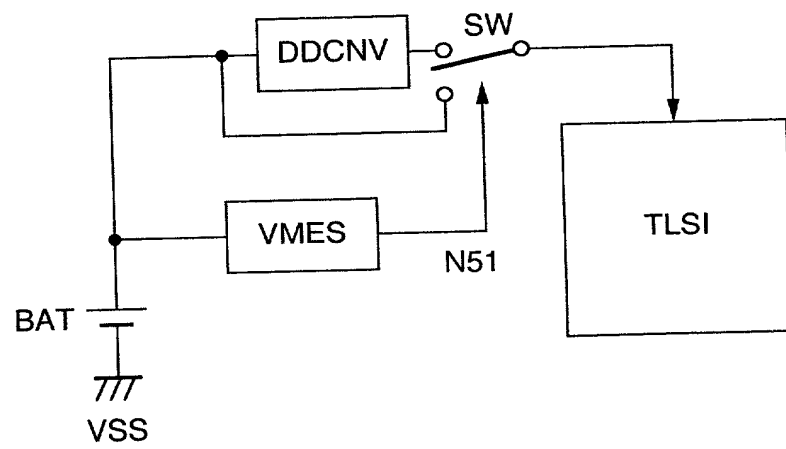 SW
DDCNV
VMES
TLSI
N51
BAT
VSS